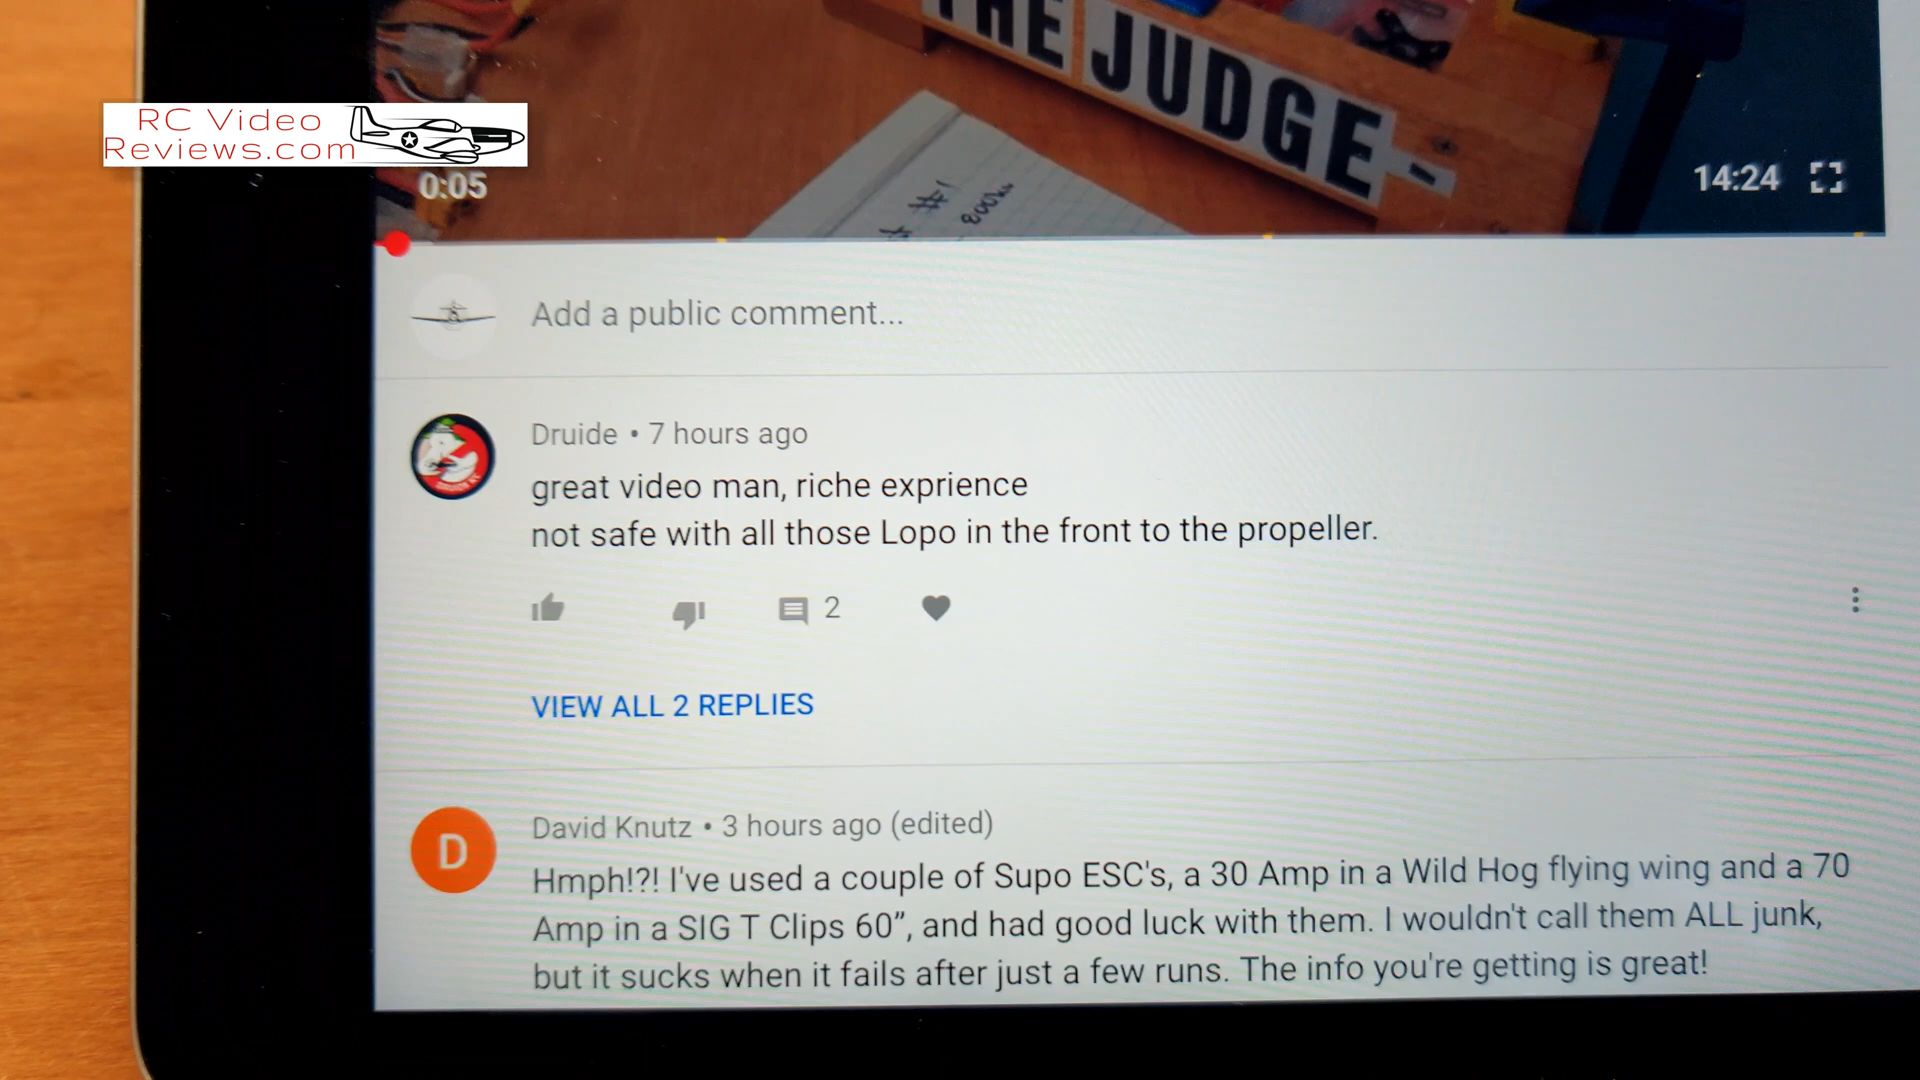 THE JUDGE-
RC Video
Reviews.com
#1
800kv
0:05
14:24
Add a public comment...
Druide • 7 hours ago
great video man, riche exprience
not safe with all those Lopo in the front to the propeller.
2
VIEW ALL 2 REPLIES
D
David Knutz • 3 hours ago (edited)
Hmph!?! I've used a couple of Supo ESC's, a 30 Amp in a Wild Hog flying wing and a 70
Amp in a SIG T Clips 60”, and had good luck with them. I wouldn't call them ALL junk,
but it sucks when it fails after just a few runs. The info you're getting is great!